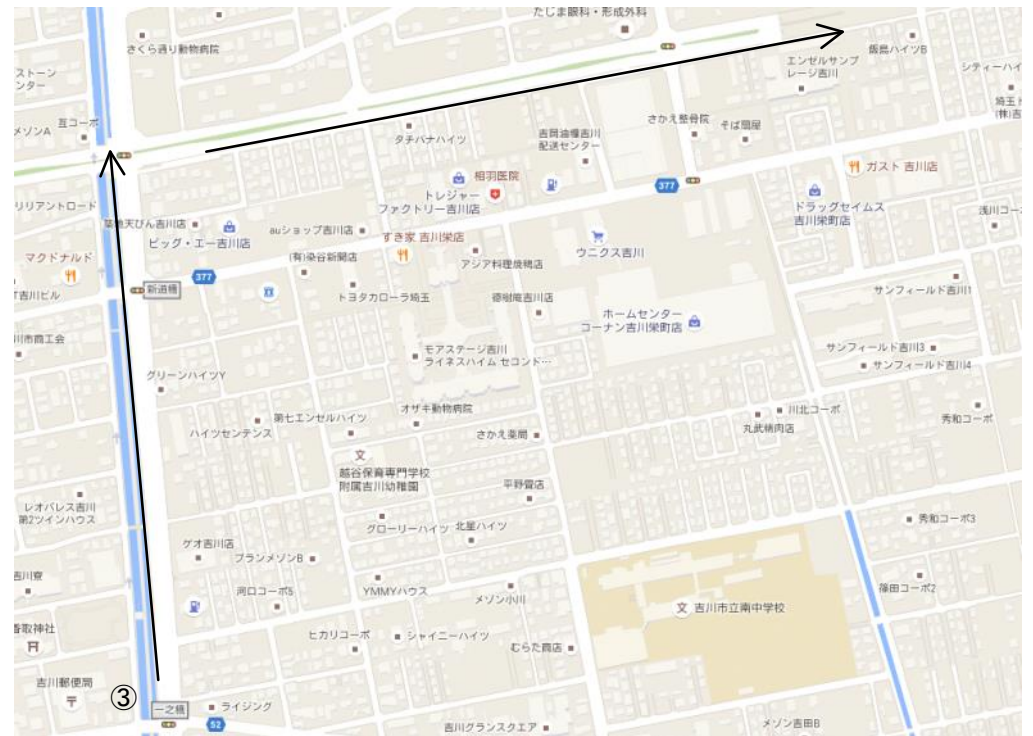 たじま眼科・形成外科
さくら通り動物病院
飯島ハイツB
エンゼルサンプ
レージ吉川
シティーハイ
ストーン
ンター
埼玉ト
(株)吉
互コーポ
メゾンA
タチバナハイツ
吉岡油糧吉川
配送センター
さかえ整骨院
そば扇屋
ガスト 吉川店
相羽医院
377
トレジャー
ファクトリー吉川店
ドラッグセイムス
吉川栄町店
リリアントロード
築地天びん吉川店
ビッグ・エー吉川店
auショップ吉川店
すき家 吉川栄店
浅川コー
マクドナルド
(有)染谷新聞店
アジア料理焼鴨店
ウニクス吉川
377
新道橋
吉川ビル
トヨタカローラ埼玉
徳樹庵吉川店
サンフィールド吉川1
ホームセンター
コーナン吉川栄町店
川市商工会
モアステージ吉川
ライネスハイム セコンド…
サンフィールド吉川3
サンフィールド吉川4
グリーンハイツY
オザキ動物病院
第七エンゼルハイツ
ハイツセンテンス
さかえ薬局
川北コーポ
丸武精肉店
秀和コーポ
文
越谷保育専門学校
附属吉川幼稚園
平野畳店
レオパレス吉川
第2ツインハウス
グローリーハイツ
北星ハイツ
秀和コーポ3
ゲオ吉川店
ブランメゾンB
吉川寮
河口コーポ5
YMMYハウス
メゾン小川
篠田コーポ2
文 吉川市立南中学校
香取神社
ヒカリコーポ
シャイニーハイツ
むらた商店
吉川郵便局
③
一之橋
ライジング
52
吉川グランスクエア
メゾン吉田B